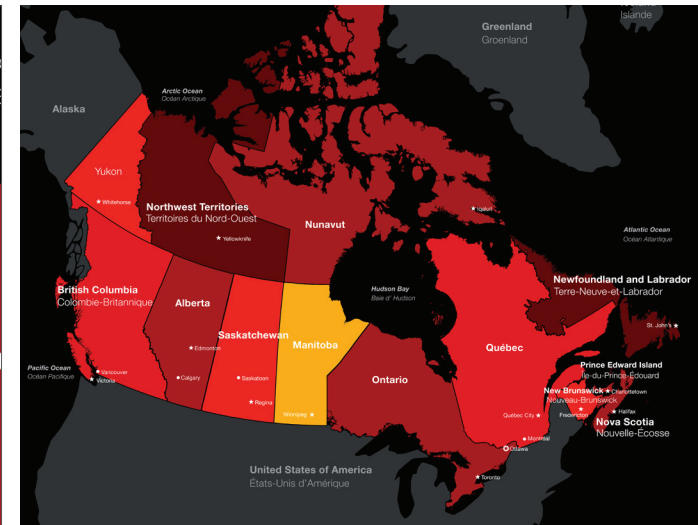 Islande
Greenland
Groenland
Arctic Ocean
Océan Arctique
Alaska
Yukon
Whitehorse
Northwest Territories
Territoires du Nord-Ouest
Yellowknife
Nunavut
Iqaluit
Atlantic Ocean
Océan Atlantique
Hudson Bay
Baie d' Hudson
Newfoundland and Labrador
Terre-Neuve-et-Labrador
St. John's
British Columbia
Colombie-Britannique
Alberta
Edmonton
Calgary
Saskatchewan
Saskatoon
Regina
Manitoba
Winnipeg
Ontario
Québec
Pacific Ocean
Océan Pacifique
Vancouver
Victoria
Prince Edward Island
Île-du-Prince-Édouard
Charlottetown
New Brunswick
Nouveau-Brunswick
Fredericton
Halifax
Nova Scotia
Nouvelle-Écosse
Québec City
Montréal
Ottawa
Toronto
United States of America
États-Unis d'Amérique